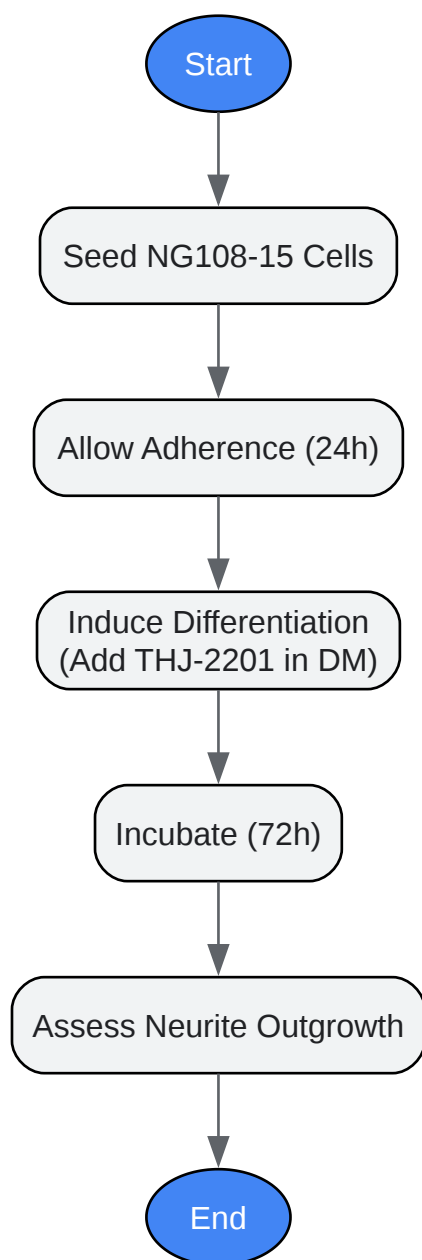 Start
Seed NG108-15 Cells
Allow Adherence (24h)
Induce Differentiation
(Add THJ-2201 in DM)
Incubate (72h)
Assess Neurite Outgrowth
End